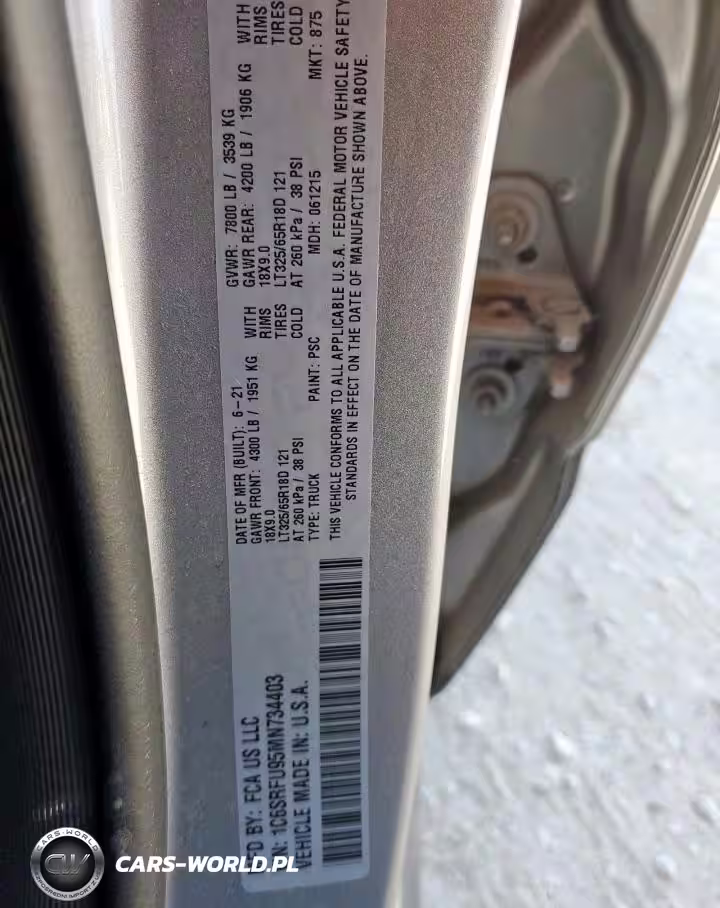 MFD BY: FCA US LLC
VIN: 1C6SRFU95MN734403
VEHICLE MADE IN: U.S.A.
DATE OF MFR (BUILT): 6-21
GVWR: 7800 LB / 3539 KG
GAWR FRONT: 4300 LB / 1951 KG WITH
GAWR REAR: 4200 LB / 1906 KG WITH
18X9.0 RIMS
18X9.0 RIMS
LT325/65R18D 121 TIRES
LT325/65R18D 121 TIRES
AT 260 kPa / 38 PSI COLD
AT 260 kPa / 38 PSI COLD
TYPE: TRUCK PAINT: PSC MDH: 061215 MKT: 875
THIS VEHICLE CONFORMS TO ALL APPLICABLE U.S.A. FEDERAL MOTOR VEHICLE SAFETY
STANDARDS IN EFFECT ON THE DATE OF MANUFACTURE SHOWN ABOVE.
CARS-WORLD
CW
CARS-WORLD.PL